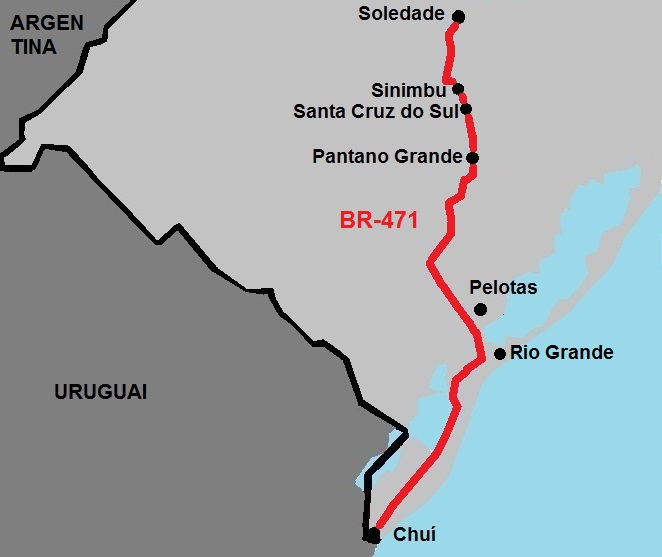 ARGEN
TINA
Soledade
Sinimbu
Santa Cruz do Sul
Pantano Grande
BR-471
Pelotas
Rio Grande
URUGUAI
Chuí